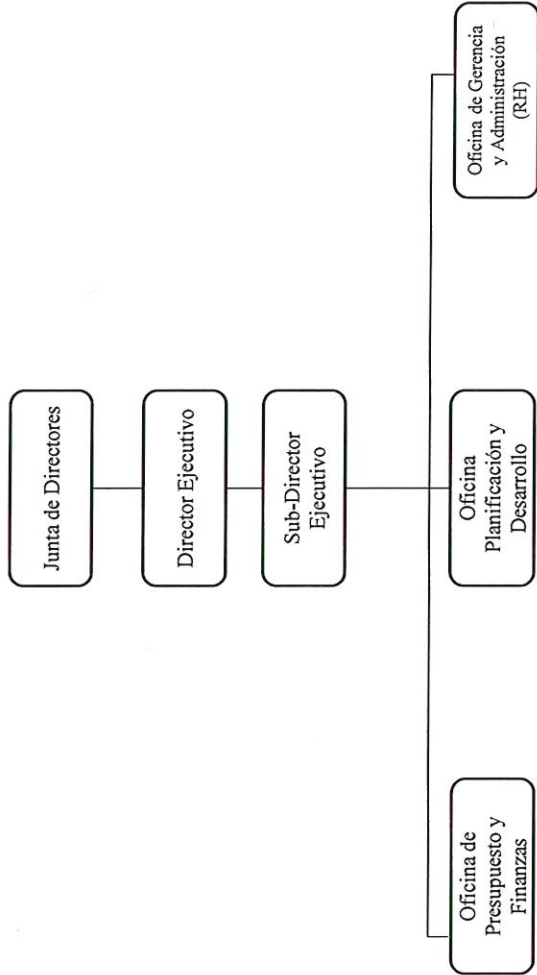 Junta de Directores
Director Ejecutivo
Sub-Director
Ejecutivo
Oficina de
Presupuesto y
Finanzas
Oficina
Planificación y
Desarrollo
Oficina de Gerencia
y Administración
(RH)